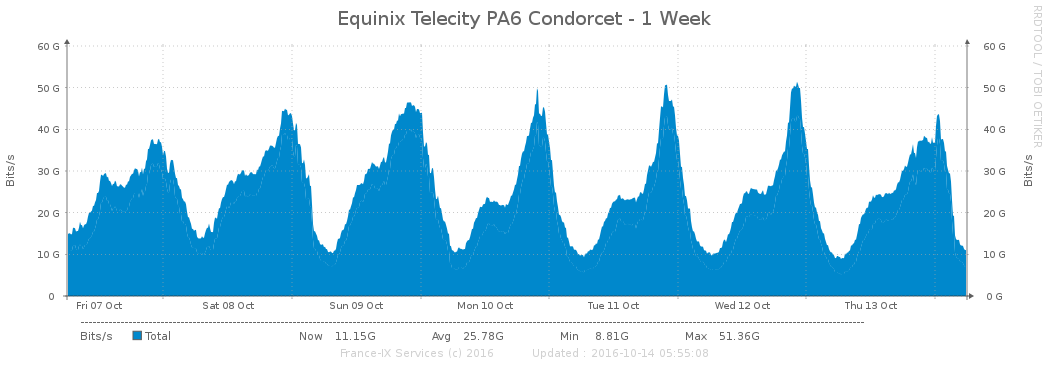 Equinix Telecity PA6 Condorcet - 1 Week
RRDTOOL / TOBI OETIKER
Bits/s
60 G
50 G
40 G
30 G
20 G
10 G
0
60 G
50 G
40 G
30 G
20 G
10 G
0 G
Bits/s
Fri 07 Oct Sat 08 Oct Sun 09 Oct Mon 10 Oct Tue 11 Oct Wed 12 Oct Thu 13 Oct
Bits/s Total Now 11.15G Avg 25.78G Min 8.81G Max 51.36G
France-IX Services (c) 2016 Updated : 2016-10-14 05:55:08